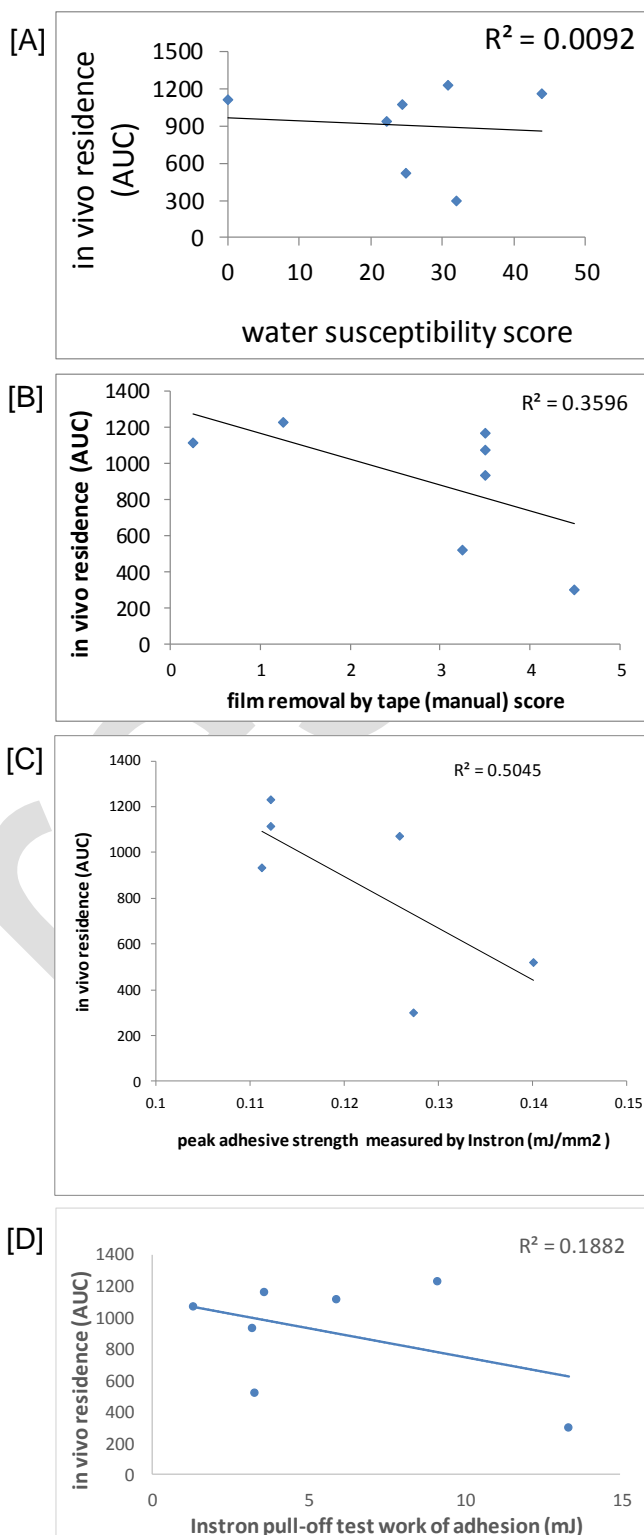 [A]
R² = 0.0092
in vivo residence
(AUC)
1500
1200
900
600
300
0
0 10 20 30 40 50
water susceptibility score
[B]
R² = 0.3596
in vivo residence (AUC)
1400
1200
1000
800
600
400
200
0
0 1 2 3 4 5
film removal by tape (manual) score
[C]
R² = 0.5045
in vivo residence (AUC)
1400
1200
1000
800
600
400
200
0
0.1 0.11 0.12 0.13 0.14 0.15
peak adhesive strength measured by Instron (mJ/mm2 )
[D]
R² = 0.1882
in vivo residence (AUC)
1400
1200
1000
800
600
400
200
0
0 5 10 15
Instron pull-off test work of adhesion (mJ)